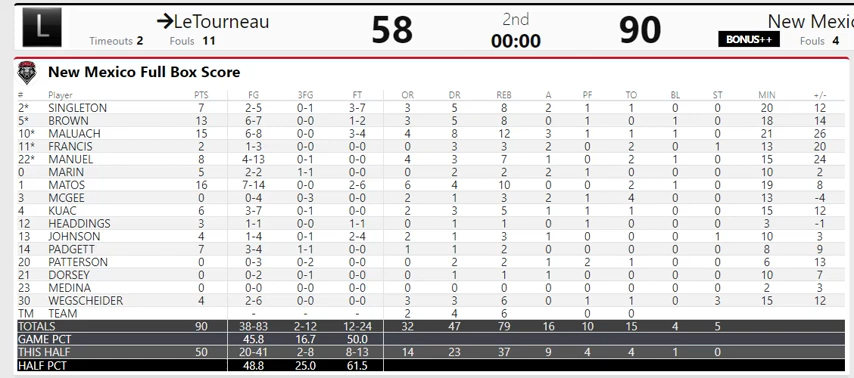 L
→LeTourneau
58
2nd
90
New Mexic
Timeouts 2 Fouls 11
00:00
BONUS++
Fouls 4
New Mexico Full Box Score
# Player PTS FG 3FG FT OR DR REB A PF TO BL ST MIN +/-
2* SINGLETON 7 2-5 0-1 3-7 3 5 8 2 1 1 0 0 20 12
5* BROWN 13 6-7 0-0 1-2 3 5 8 0 1 0 1 0 18 14
10* MALUACH 15 6-8 0-0 3-4 4 8 12 3 1 1 1 0 21 26
11* FRANCIS 2 1-3 0-0 0-0 0 3 3 2 0 2 0 1 13 20
22* MANUEL 8 4-13 0-1 0-0 4 3 7 1 0 2 1 0 15 24
0 MARIN 5 2-2 1-1 0-0 0 2 2 2 1 0 0 0 10 2
1 MATOS 16 7-14 0-0 2-6 6 4 10 0 0 2 1 0 19 8
3 MCGEE 0 0-4 0-3 0-0 2 1 3 2 1 4 0 0 13 -4
4 KUAC 6 3-7 0-1 0-0 2 3 5 1 1 1 0 0 15 12
12 HEADDINGS 3 1-1 0-0 1-1 0 1 1 0 1 0 0 0 3 -1
13 JOHNSON 4 1-4 0-1 2-4 2 1 3 1 0 0 0 1 10 3
14 PADGETT 7 3-4 1-1 0-0 1 1 2 0 0 0 0 0 8 9
20 PATTERSON 0 0-3 0-2 0-0 0 2 2 1 2 1 0 0 6 13
21 DORSEY 0 0-2 0-1 0-0 0 1 1 1 0 0 0 0 10 7
23 MEDINA 0 0-0 0-0 0-0 0 0 0 0 0 0 0 0 2 3
30 WEGSCHEIDER 4 2-6 0-0 0-0 3 3 6 0 1 1 0 3 15 12
TM TEAM - - - 2 4 6 0 0
TOTALS 90 38-83 2-12 12-24 32 47 79 16 10 15 4 5
GAME PCT 45.8 16.7 50.0
THIS HALF 50 20-41 2-8 8-13 14 23 37 9 4 4 1 0
HALF PCT 48.8 25.0 61.5